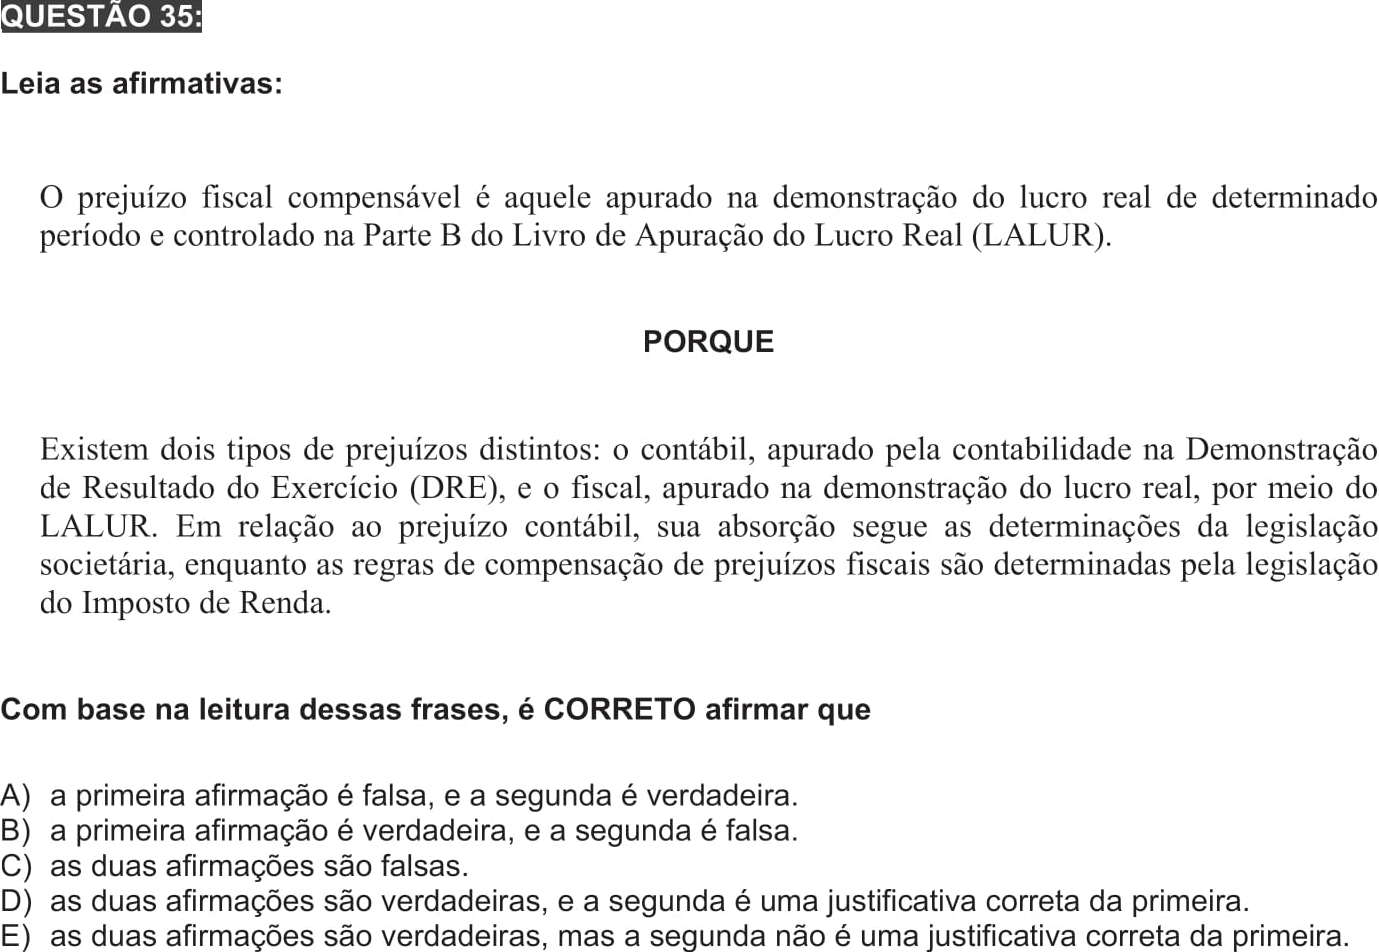 QUESTÃO 35:
Leia as afirmativas:
O prejuízo fiscal compensável é aquele apurado na demonstração do lucro real de determinado
período e controlado na Parte B do Livro de Apuração do Lucro Real (LALUR).
PORQUE
Existem dois tipos de prejuízos distintos: o contábil, apurado pela contabilidade na Demonstração
de Resultado do Exercício (DRE), e o fiscal, apurado na demonstração do lucro real, por meio do
LALUR. Em relação ao prejuízo contábil, sua absorção segue as determinações da legislação
societária, enquanto as regras de compensação de prejuízos fiscais são determinadas pela legislação
do Imposto de Renda.
Com base na leitura dessas frases, é CORRETO afirmar que
A) a primeira afirmação é falsa, e a segunda é verdadeira.
B) a primeira afirmação é verdadeira, e a segunda é falsa.
C) as duas afirmações são falsas.
D) as duas afirmações são verdadeiras, e a segunda é uma justificativa correta da primeira.
E) as duas afirmações são verdadeiras, mas a segunda não é uma justificativa correta da primeira.